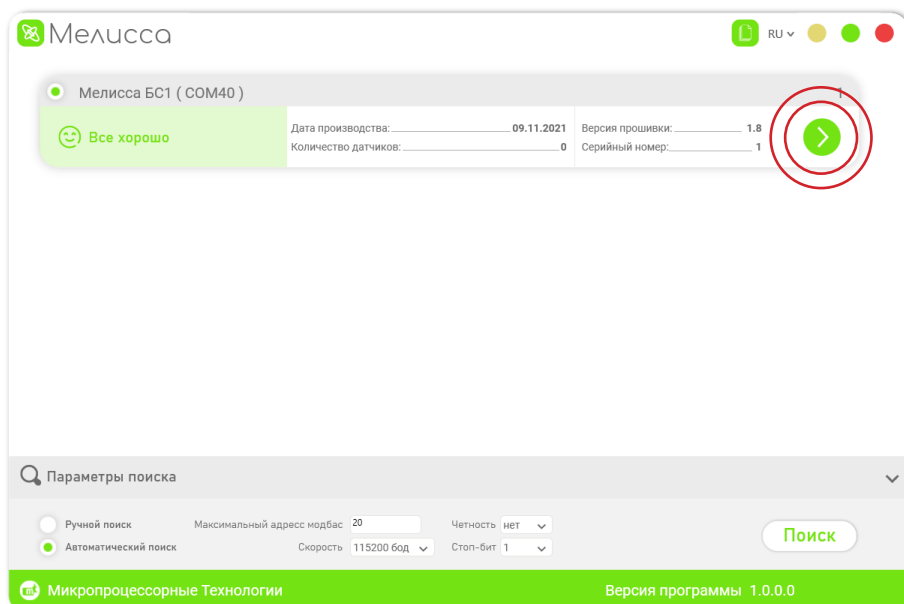 Мелисса
RU
Мелисса БС1 ( COM40 )
1
Все хорошо
Дата производства: 09.11.2021
Количество датчиков: 0
Версия прошивки: 1.8
Серийный номер: 1
Параметры поиска
Ручной поиск
Автоматический поиск
Максимальный адресс модбас 20
Скорость 115200 бод
Четность нет
Стоп-бит 1
Поиск
Микропроцессорные Технологии
Версия программы 1.0.0.0